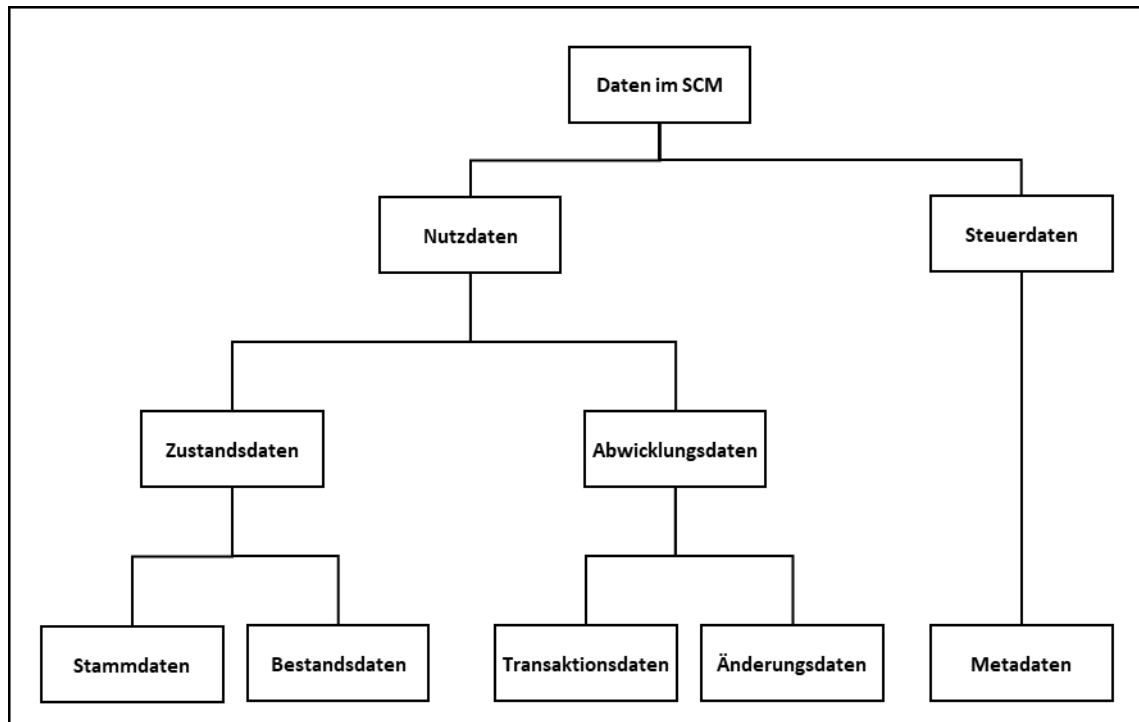 Daten im SCM
Nutzdaten
Steuerdaten
Zustandsdaten
Abwicklungsdaten
Stammdaten
Bestandsdaten
Transaktionsdaten
Änderungsdaten
Metadaten